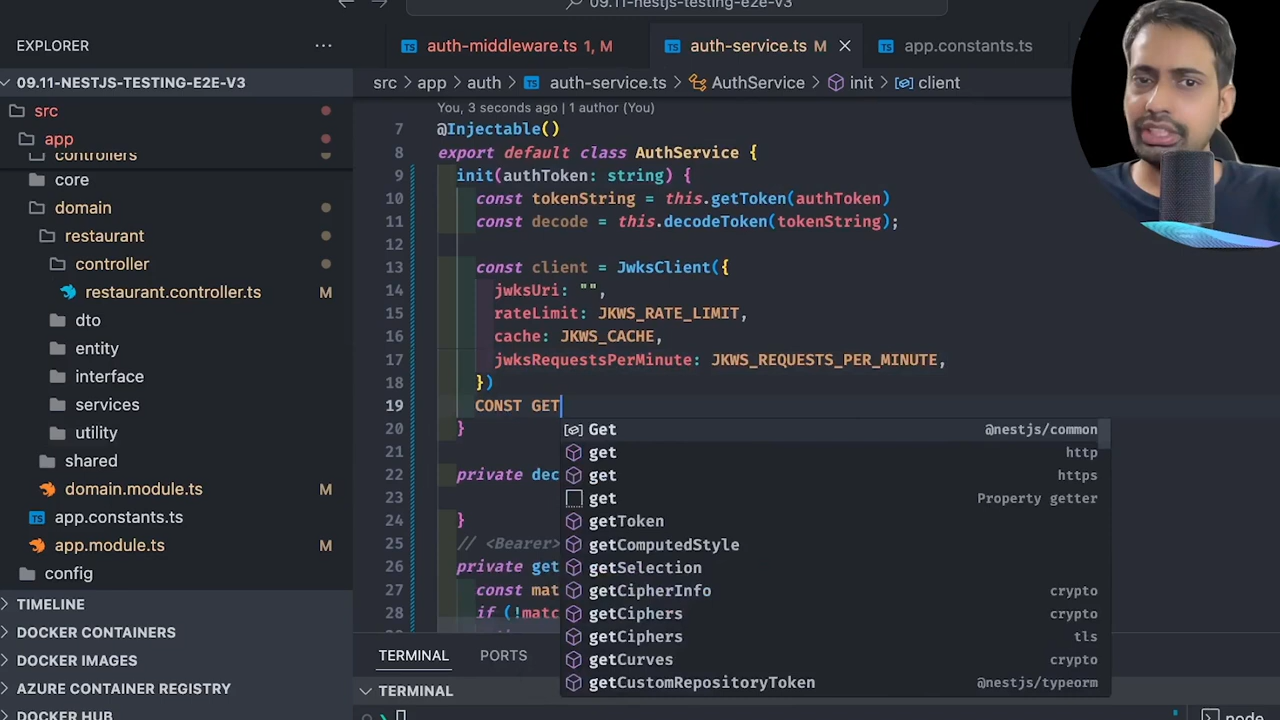 09.11-nestjs-testing-e2e-v3
EXPLORER
09.11-NESTJS-TESTING-E2E-V3
src
app
controllers
core
domain
restaurant
controller
restaurant.controller.ts M
dto
entity
interface
services
utility
shared
domain.module.ts M
app.constants.ts
app.module.ts M
config
TIMELINE
DOCKER CONTAINERS
DOCKER IMAGES
AZURE CONTAINER REGISTRY
DOCKER HUB
auth-middleware.ts 1, M
auth-service.ts M
app.constants.ts
src > app > auth > auth-service.ts > AuthService > init > client
You, 3 seconds ago | 1 author (You)
7 @Injectable()
8 export default class AuthService {
9 init(authToken: string) {
10 const tokenString = this.getToken(authToken)
11 const decode = this.decodeToken(tokenString);
12
13 const client = JwksClient({
14 jwksUri: "",
15 rateLimit: JKWS_RATE_LIMIT,
16 cache: JKWS_CACHE,
17 jwksRequestsPerMinute: JKWS_REQUESTS_PER_MINUTE,
18 })
19 CONST GET
20 }
21
22 private dec
23
24 }
25 // <Bearer>
26 private get
27 const mat
28 if (!matc
Get @nestjs/common
get http
get https
get Property getter
getToken
getComputedStyle
getSelection
getCipherInfo crypto
getCiphers crypto
getCiphers tls
getCurves crypto
getCustomRepositoryToken @nestjs/typeorm
TERMINAL PORTS
TERMINAL
node